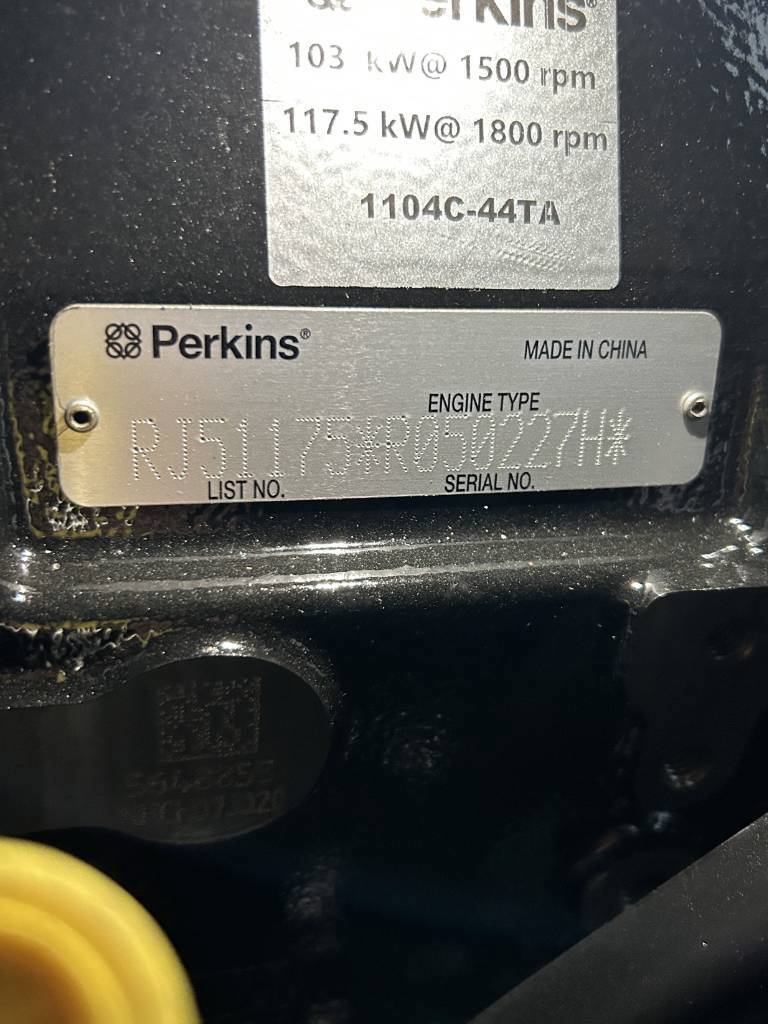 Perkins®
103 kW@ 1500 rpm
117.5 kW@ 1800 rpm
1104C-44TA
Perkins®
MADE IN CHINA
ENGINE TYPE
RJ51175*R050227H*
LIST NO.
SERIAL NO.